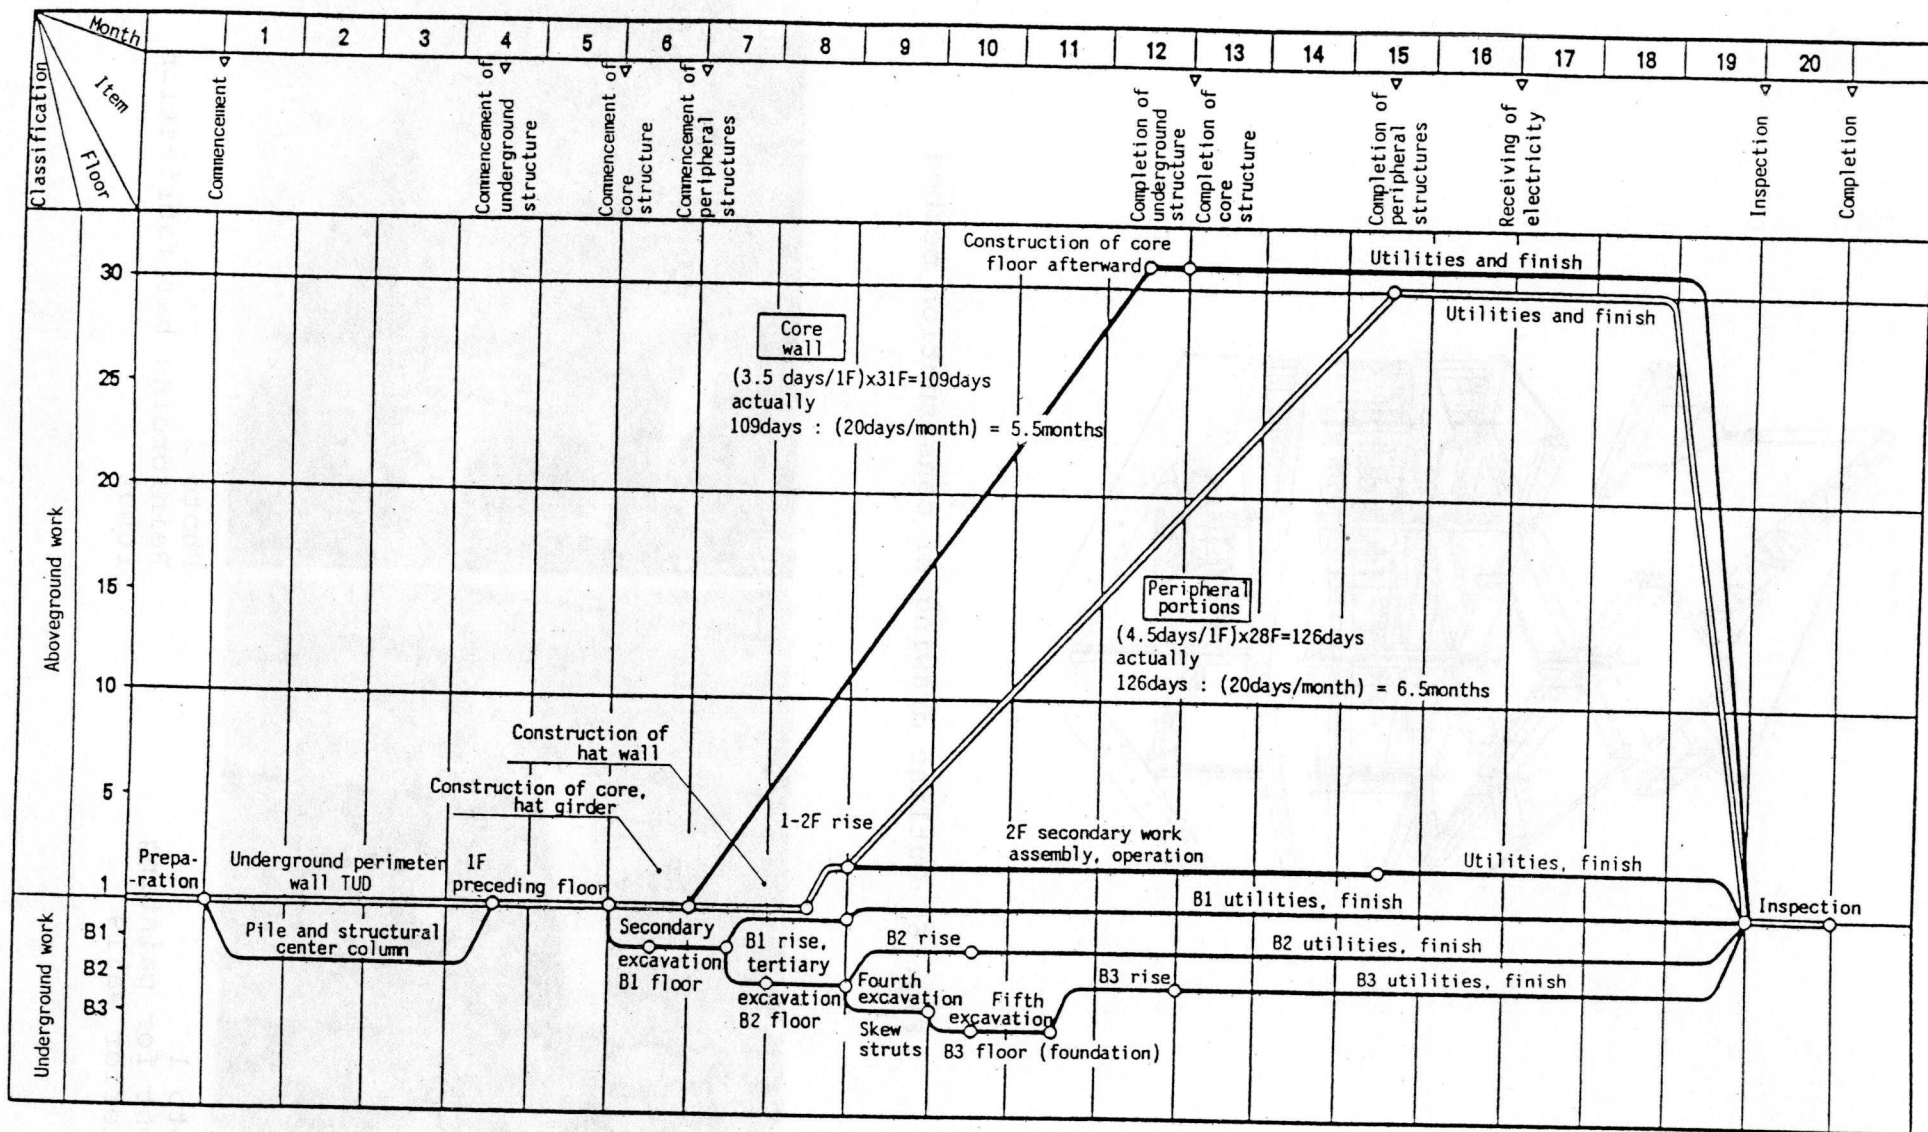 Month
Item
Floor
Classification
1 2 3 4 5 6 7 8 9 10 11 12 13 14 15 16 17 18 19 20
Commencement
Commencement of
underground
structure
Commencement of
core
structure
Commencement of
peripheral
structures
Completion of
underground
structure
Completion of
core
structure
Completion of
peripheral
structures
Receiving of
electricity
Inspection
Completion
Aboveground work
30
25
20
15
10
5
1
Underground work
B1
B2
B3
Construction of core
floor afterward
Utilities and finish
Utilities and finish
Core
wall
(3.5 days/1F)x31F=109days
actually
109days : (20days/month) = 5.5months
Peripheral
portions
(4.5days/1F)x28F=126days
actually
126days : (20days/month) = 6.5months
Construction of
hat wall
Construction of core,
hat girder
1-2F rise
2F secondary work
assembly, operation
Utilities, finish
Prepa-
-ration
Underground perimeter
wall TUD
1F
preceding floor
Pile and structural
center column
Secondary
excavation
B1 floor
B1 rise,
tertiary
excavation
B2 floor
B1 utilities, finish
B2 rise
B2 utilities, finish
Fourth
excavation
Skew
struts
Fifth
excavation
B3 floor (foundation)
B3 rise
B3 utilities, finish
Inspection